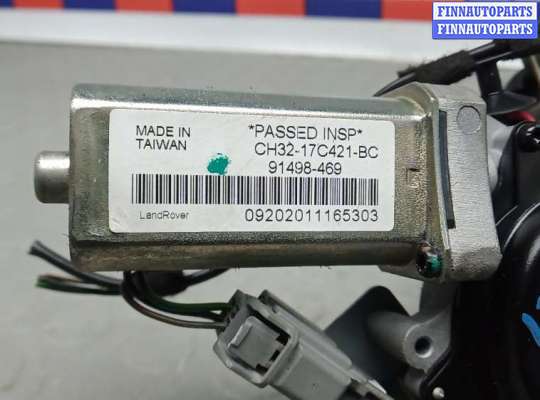 FINNAUTOPARTS
FINNAUTOPARTS
MADE IN
TAIWAN
*PASSED INSP*
CH32-17C421-BC
91498-469
LandRover
09202011165303